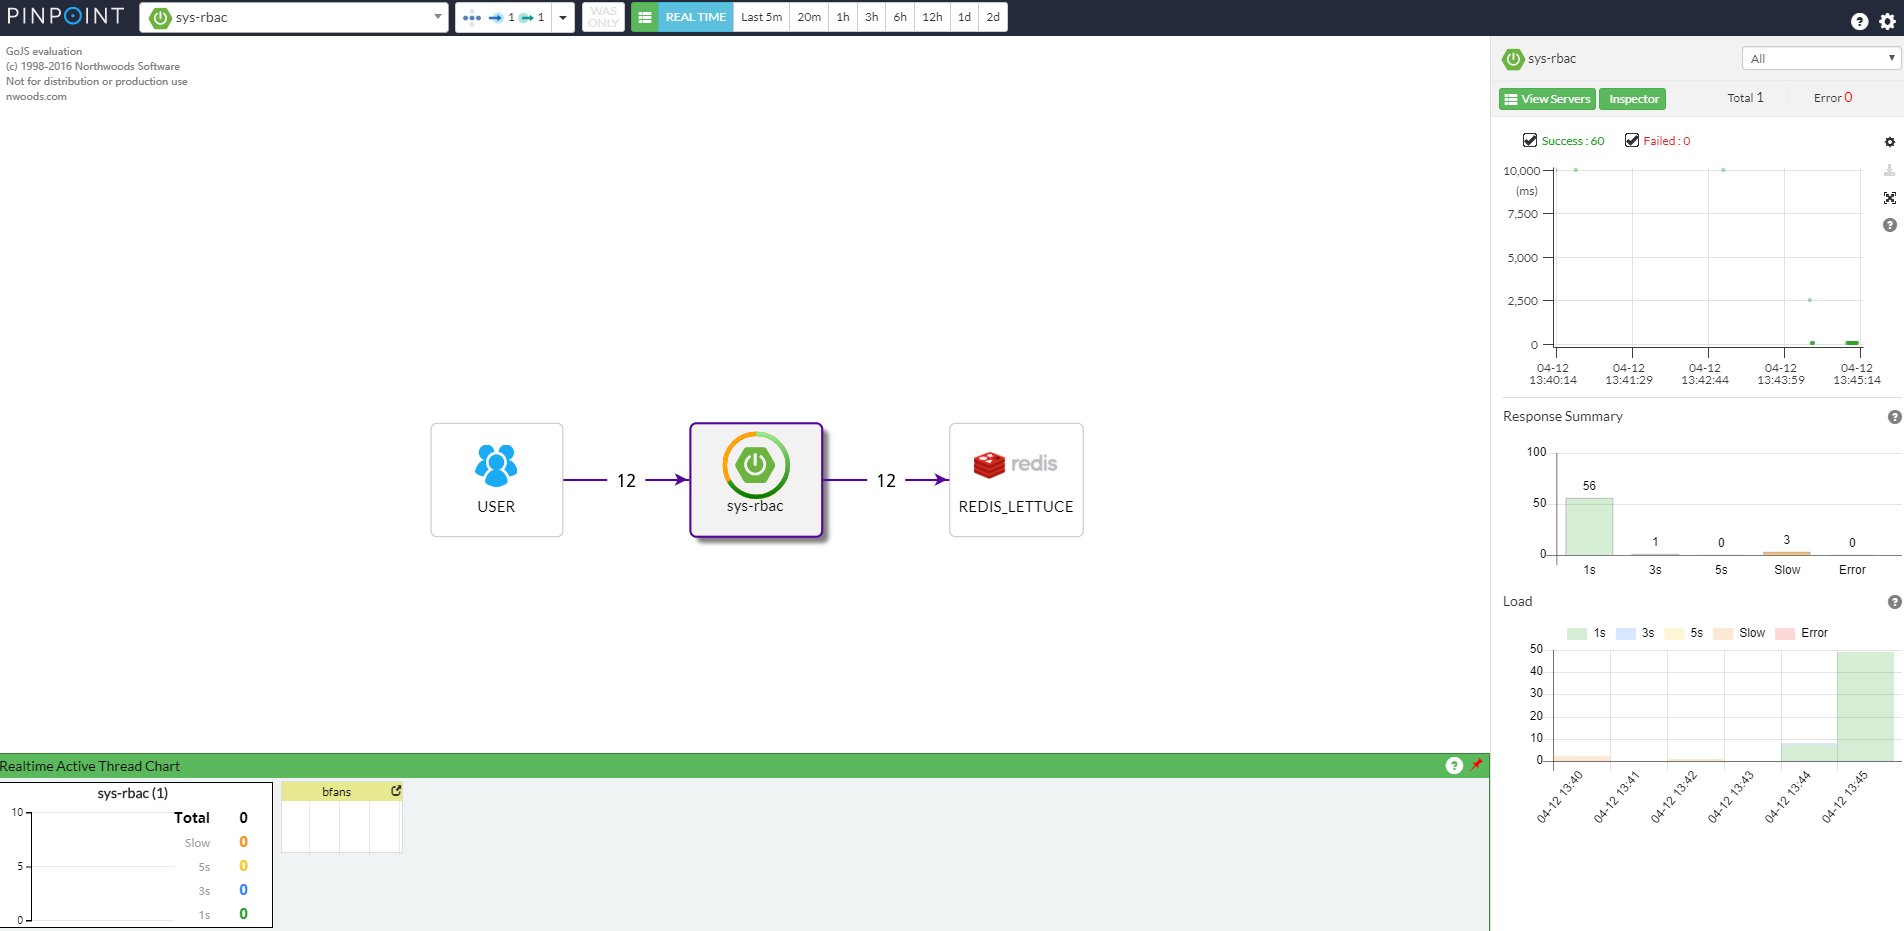 PINPOINT
sys-rbac
1 1
WAS ONLY
REAL TIME Last 5m 20m 1h 3h 6h 12h 1d 2d
GoJS evaluation
(c) 1998-2016 Northwoods Software
Not for distribution or production use
nwoods.com
USER
12
sys-rbac
12
redis
REDIS_LETTUCE
Realtime Active Thread Chart
sys-rbac (1)
10
5
0
Total 0
Slow 0
5s 0
3s 0
1s 0
bfans
sys-rbac
All
View Servers Inspector Total 1 Error 0
Success : 60 Failed : 0
10,000
(ms)
7,500
5,000
2,500
0
04-12 04-12 04-12 04-12 04-12
13:40:14 13:41:29 13:42:44 13:43:59 13:45:14
Response Summary
100
50
0
56 1 0 3 0
1s 3s 5s Slow Error
Load
1s 3s 5s Slow Error
50
40
30
20
10
0
04-12 13:40 04-12 13:41 04-12 13:42 04-12 13:43 04-12 13:44 04-12 13:45